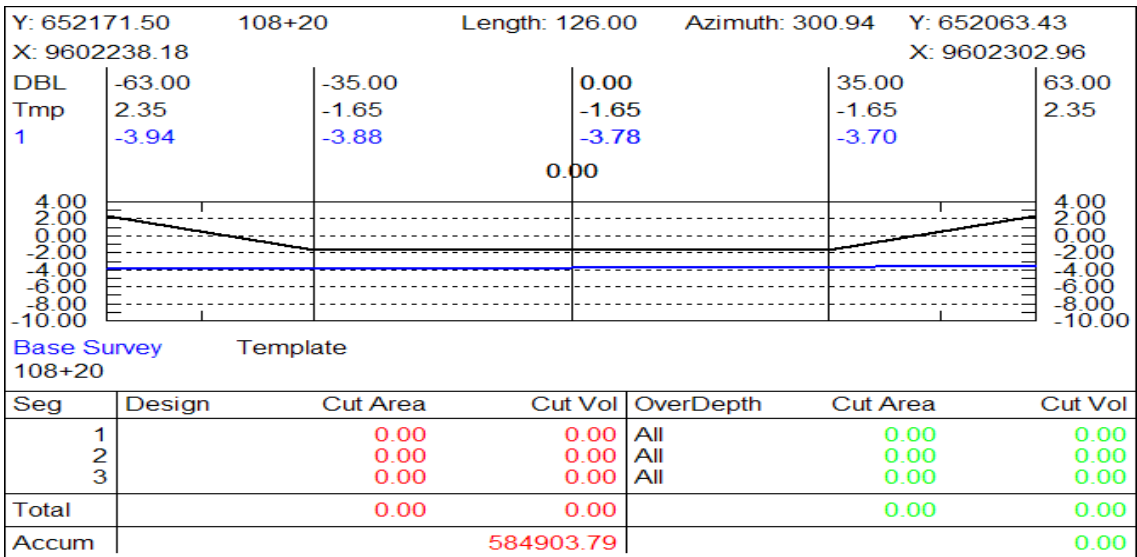 Y: 652171.50 108+20 Length: 126.00 Azimuth: 300.94 Y: 652063.43
X: 9602238.18 X: 9602302.96
DBL -63.00 -35.00 0.00 35.00 63.00
Tmp 2.35 -1.65 -1.65 -1.65 2.35
1 -3.94 -3.88 -3.78 -3.70
0.00
4.00 4.00
2.00 2.00
0.00 0.00
-2.00 -2.00
-4.00 -4.00
-6.00 -6.00
-8.00 -8.00
-10.00 -10.00
Base Survey Template
108+20
Seg Design Cut Area Cut Vol OverDepth Cut Area Cut Vol
1 0.00 0.00 All 0.00 0.00
2 0.00 0.00 All 0.00 0.00
3 0.00 0.00 All 0.00 0.00
Total 0.00 0.00 0.00 0.00
Accum 584903.79 0.00